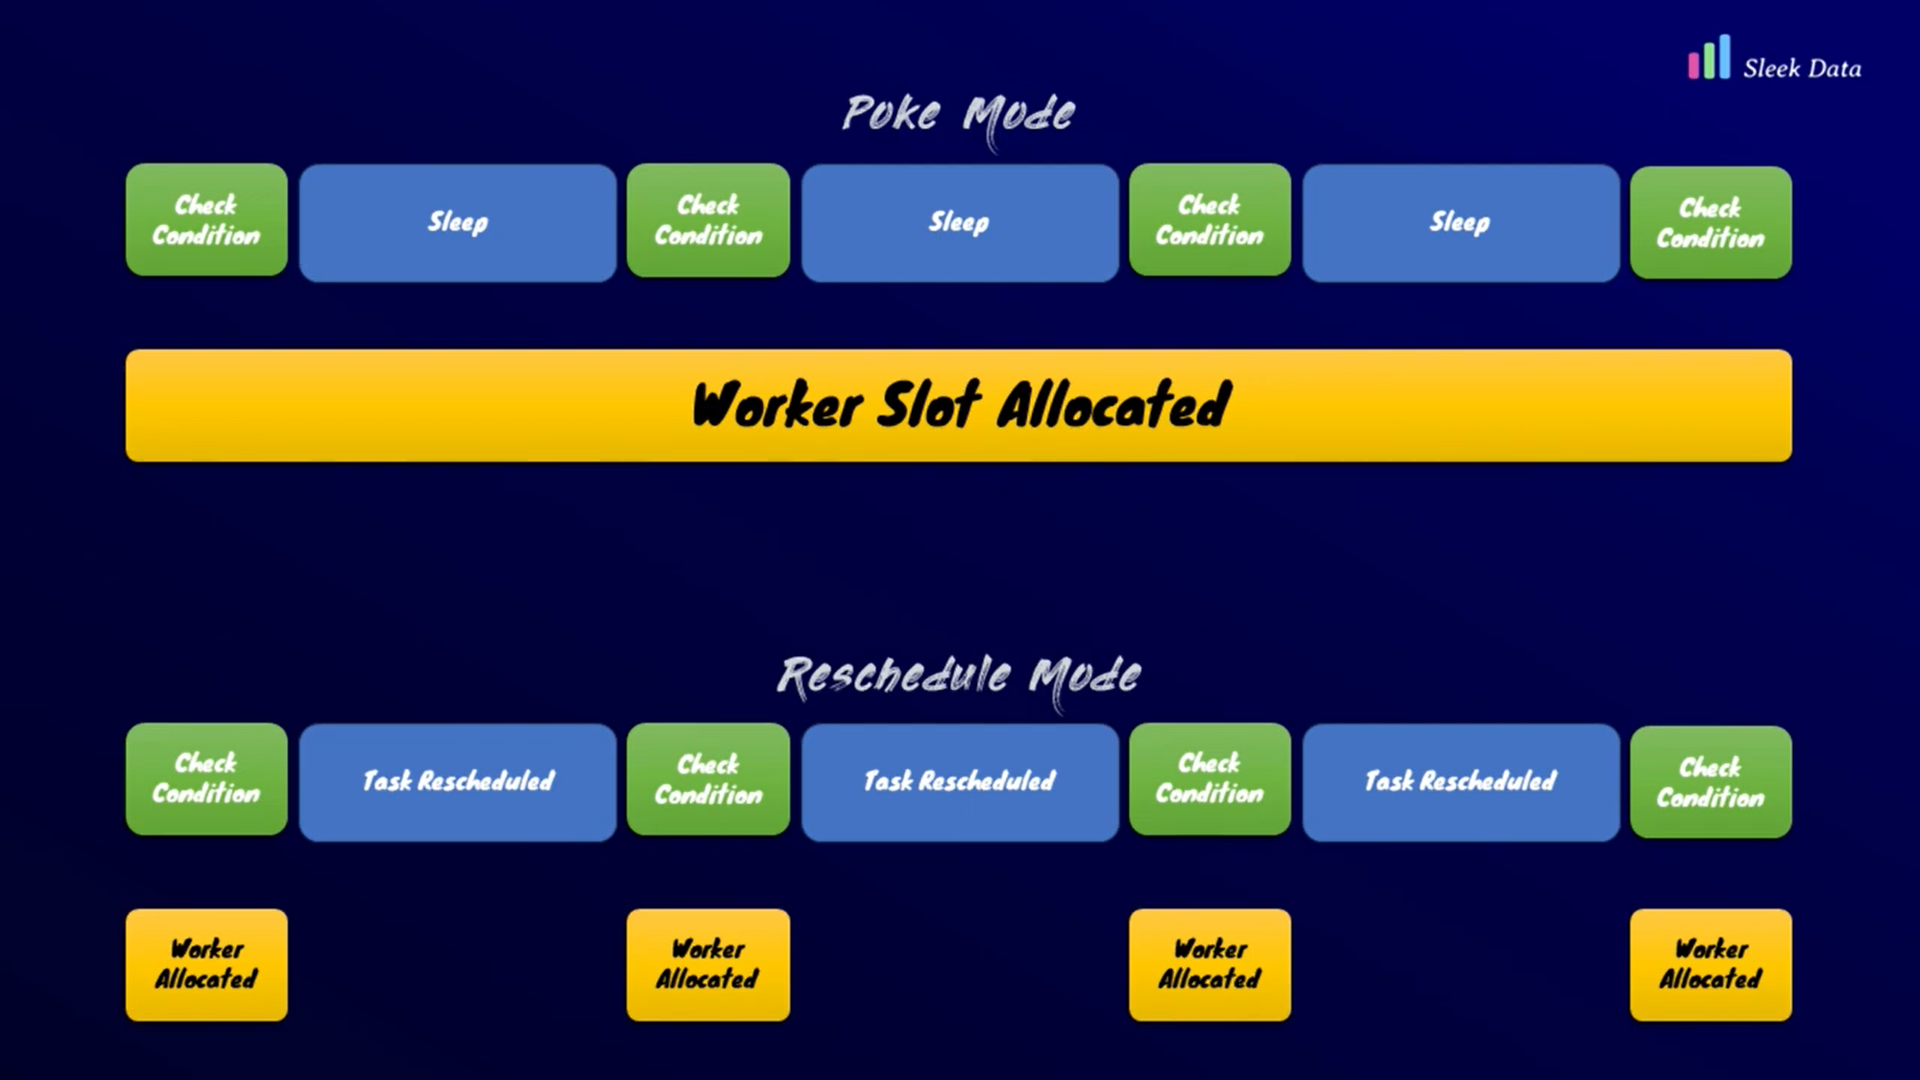 Sleek Data
Poke Mode
Check
Condition
Sleep
Check
Condition
Sleep
Check
Condition
Sleep
Check
Condition
Worker Slot Allocated
Reschedule Mode
Check
Condition
Task Rescheduled
Check
Condition
Task Rescheduled
Check
Condition
Task Rescheduled
Check
Condition
Worker
Allocated
Worker
Allocated
Worker
Allocated
Worker
Allocated